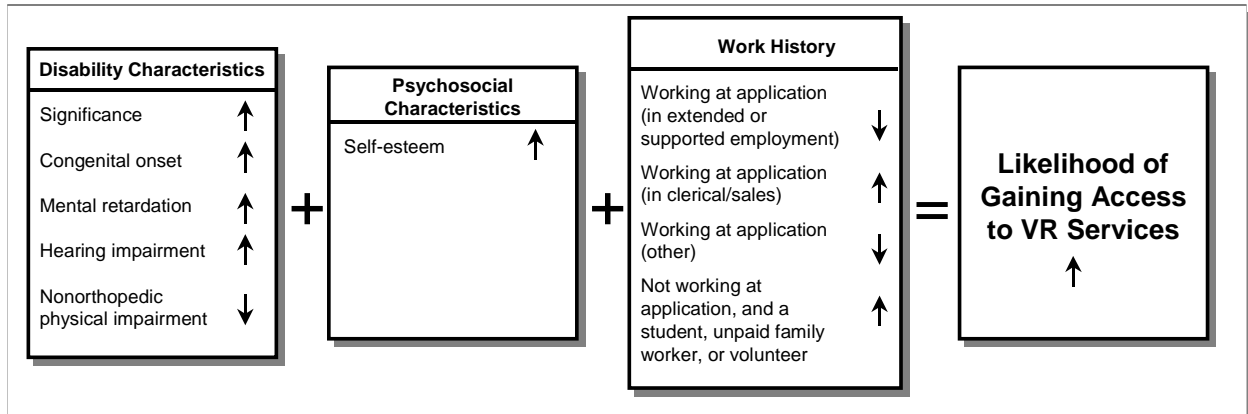 Disability Characteristics
Significance ↑
Congenital onset ↑
Mental retardation ↑
Hearing impairment ↑
Nonorthopedic
physical impairment ↓
+
Psychosocial
Characteristics
Self-esteem ↑
+
Work History
Working at application
(in extended or
supported employment) ↓
Working at application
(in clerical/sales) ↑
Working at application
(other) ↓
Not working at
application, and a
student, unpaid family
worker, or volunteer ↑
=
Likelihood of
Gaining Access
to VR Services
↑